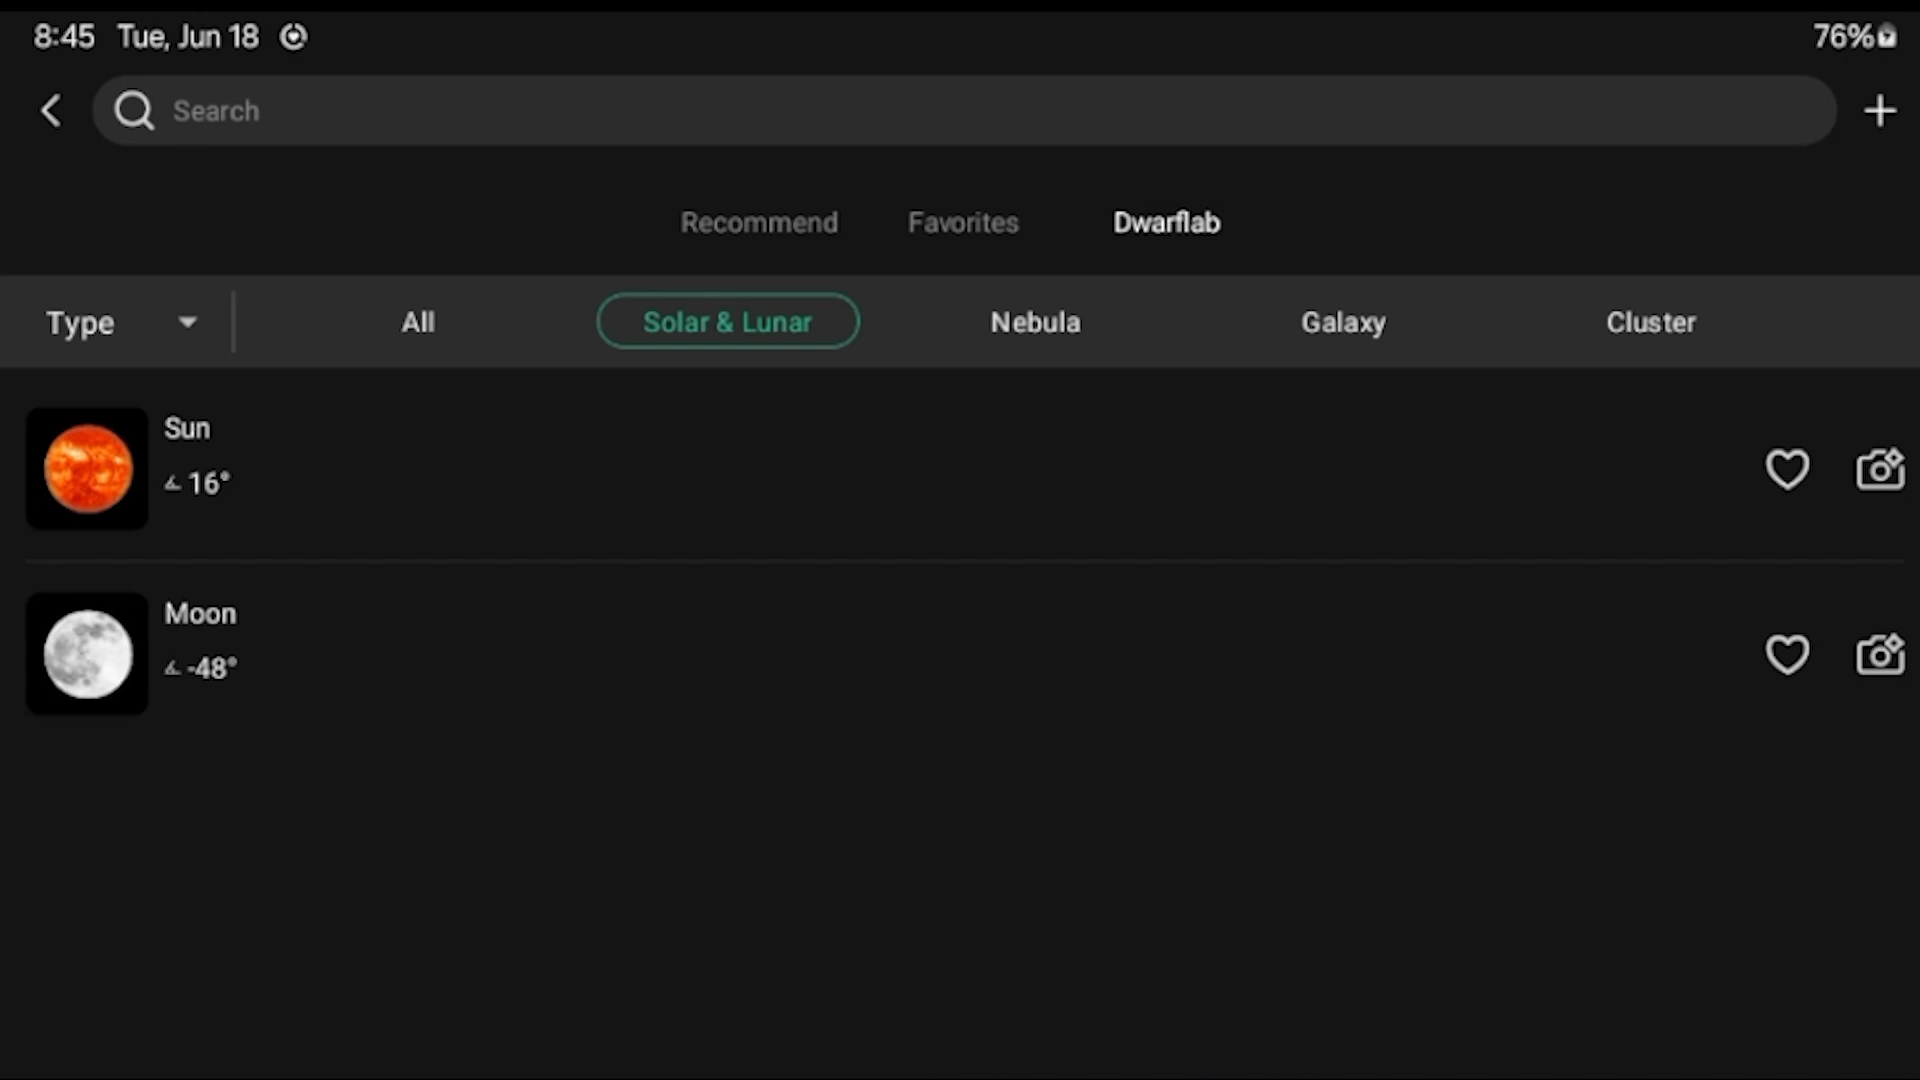 8:45 Tue, Jun 18 76%
Search
Recommend Favorites Dwarflab
Type All Solar & Lunar Nebula Galaxy Cluster
Sun
16°
Moon
-48°